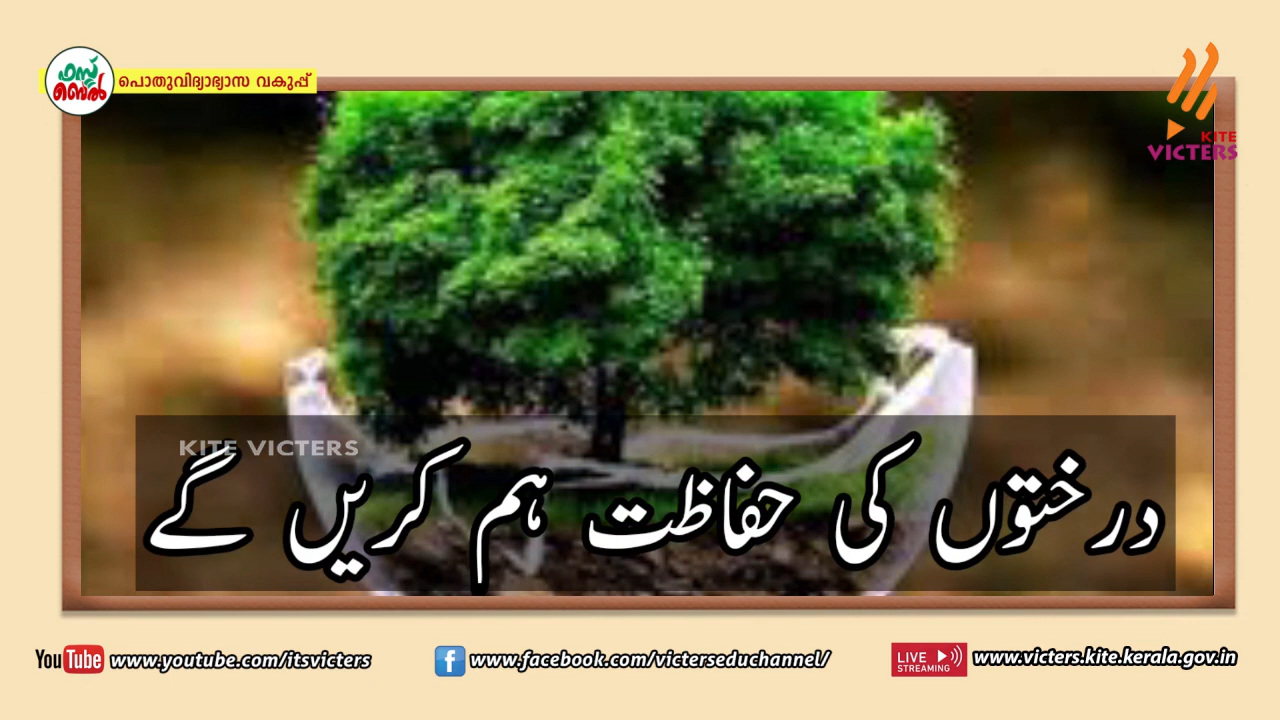 ഫസ്റ്റ്
ബെൽ
പൊതുവിദ്യാഭ്യാസ വകുപ്പ്
KITE
VICTERS
KITE VICTERS
درختوں کی حفاظت ہم کریں گے
YouTube www.youtube.com/itsvicters
f www.facebook.com/victerseduchannel/
LIVE
STREAMING
www.victers.kite.kerala.gov.in